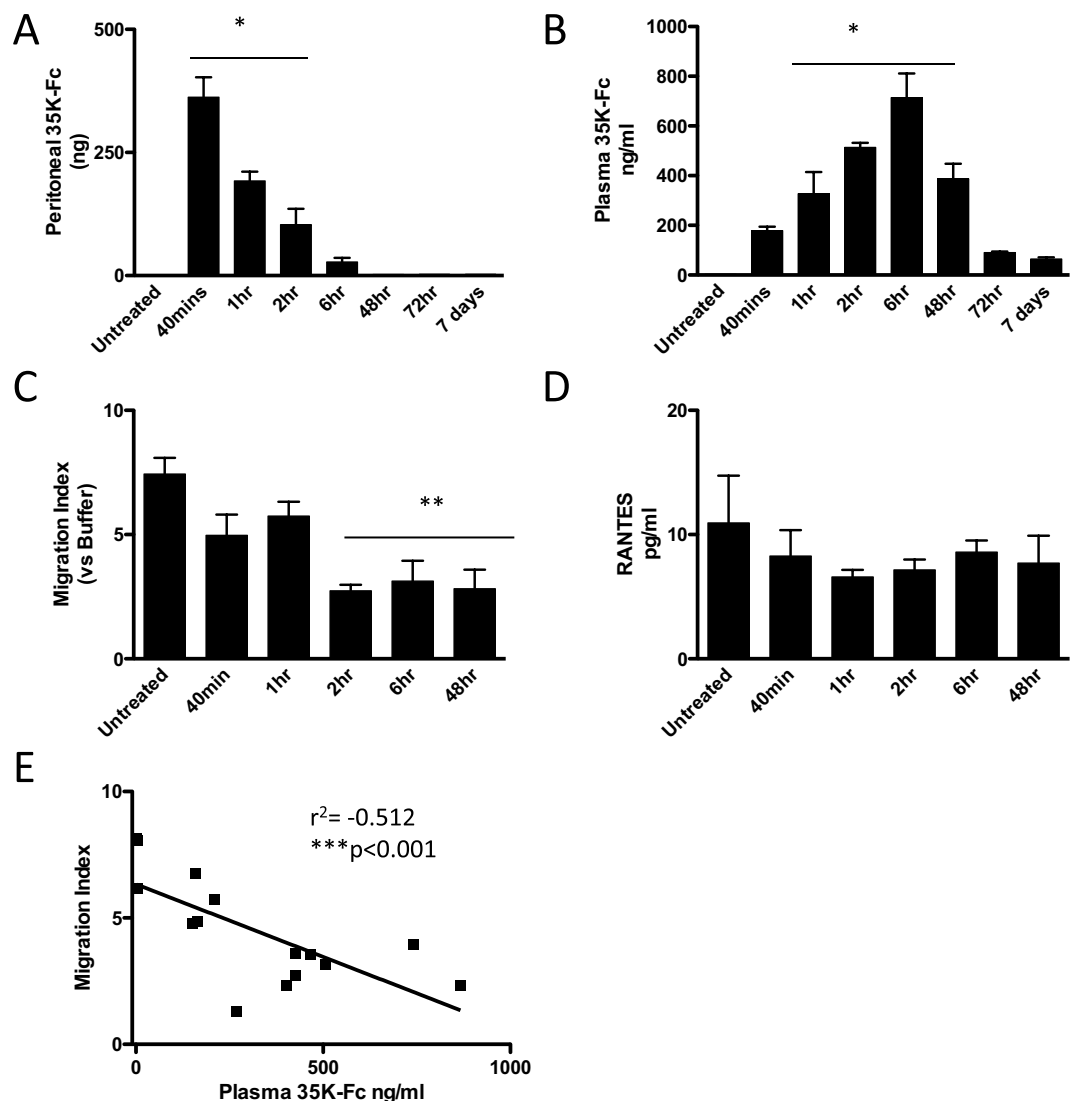 A
*
500
250
0
Peritoneal 35K-Fc
(ng)
Untreated
40mins
1hr
2hr
6hr
48hr
72hr
7 days
B
*
1000
800
600
400
200
0
Plasma 35K-Fc
ng/ml
Untreated
40mins
1hr
2hr
6hr
48hr
72hr
7 days
C
**
10
5
0
Migration Index
(vs Buffer)
Untreated
40min
1hr
2hr
6hr
48hr
D
20
10
0
RANTES
pg/ml
Untreated
40min
1hr
2hr
6hr
48hr
E
r²= -0.512
***p<0.001
10
5
0
Migration Index
0
500
1000
Plasma 35K-Fc ng/ml